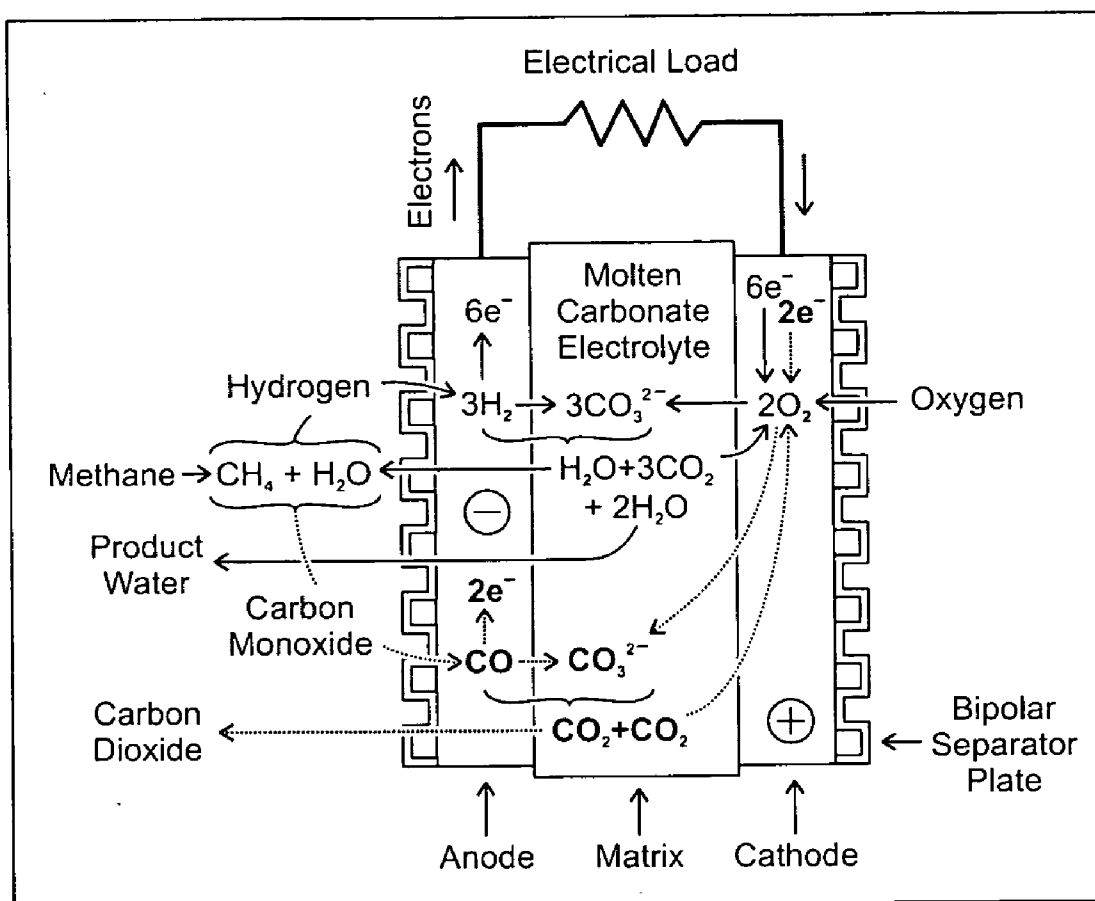 Electrical Load
Electrons
Molten
Carbonate
Electrolyte
6e⁻
6e⁻
2e⁻
Hydrogen
3H₂
3CO₃²⁻
2O₂
Oxygen
Methane
CH₄ + H₂O
H₂O+3CO₂
+ 2H₂O
−
Product
Water
2e⁻
Carbon
Monoxide
CO
CO₃²⁻
Carbon
Dioxide
CO₂+CO₂
+
Bipolar
Separator
Plate
Anode
Matrix
Cathode